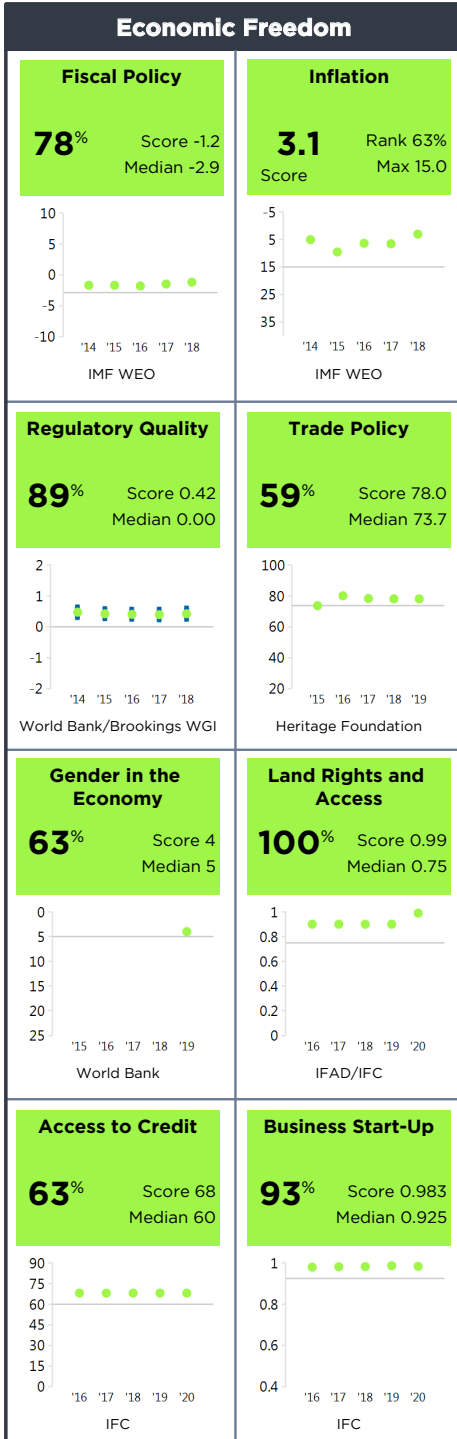 Economic Freedom
Fiscal Policy
78%
Score -1.2
Median -2.9
10
5
0
-5
-10
'14 '15 '16 '17 '18
IMF WEO
Inflation
3.1
Score
Rank 63%
Max 15.0
-5
5
15
25
35
'14 '15 '16 '17 '18
IMF WEO
Regulatory Quality
89%
Score 0.42
Median 0.00
2
1
0
-1
-2
'14 '15 '16 '17 '18
World Bank/Brookings WGI
Trade Policy
59%
Score 78.0
Median 73.7
100
80
60
40
20
'15 '16 '17 '18 '19
Heritage Foundation
Gender in the
Economy
63%
Score 4
Median 5
0
5
10
15
20
25
'15 '16 '17 '18 '19
World Bank
Land Rights and
Access
100%
Score 0.99
Median 0.75
1
0.8
0.6
0.4
0.2
0
'16 '17 '18 '19 '20
IFAD/IFC
Access to Credit
63%
Score 68
Median 60
90
75
60
45
30
15
0
'16 '17 '18 '19 '20
IFC
Business Start-Up
93%
Score 0.983
Median 0.925
1
0.8
0.6
0.4
'16 '17 '18 '19 '20
IFC